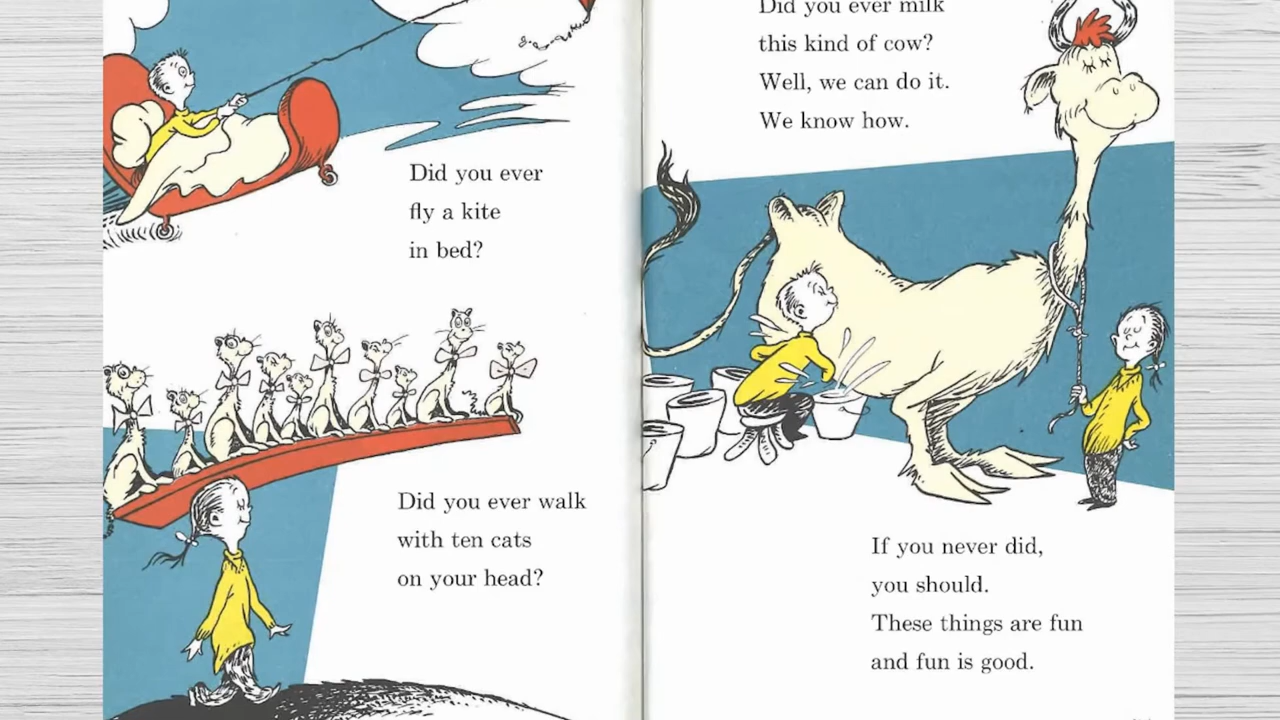 Did you ever
fly a kite
in bed?
Did you ever walk
with ten cats
on your head?
Did you ever milk
this kind of cow?
Well, we can do it.
We know how.
If you never did,
you should.
These things are fun
and fun is good.